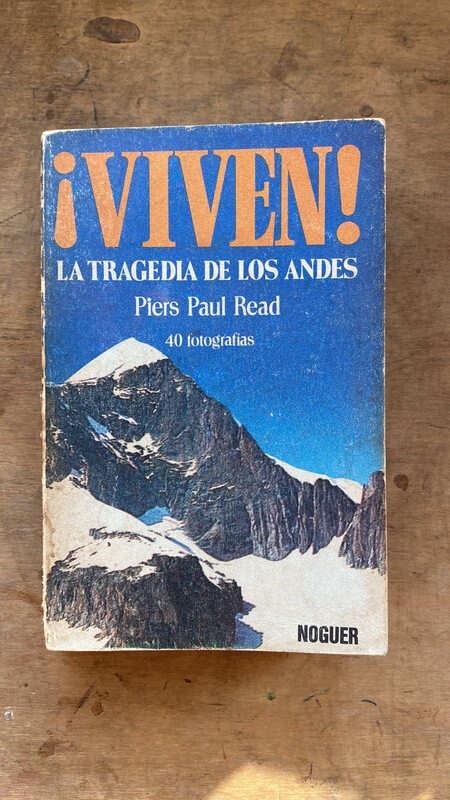 ¡VIVEN!
LA TRAGEDIA DE LOS ANDES
Piers Paul Read
40 fotografías
NOGUER